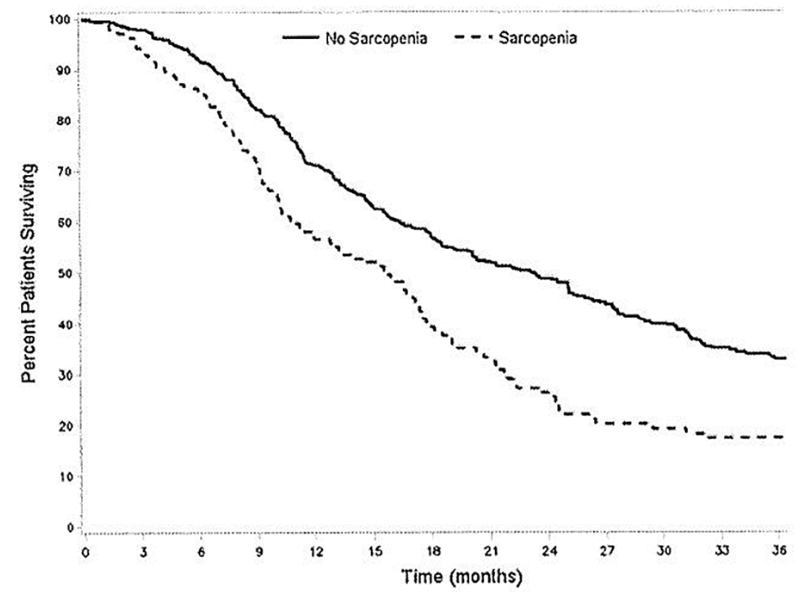 No Sarcopenia Sarcopenia
Percent Patients Surviving
100
90
80
70
60
50
40
30
20
10
0
0 3 6 9 12 15 18 21 24 27 30 33 36
Time (months)